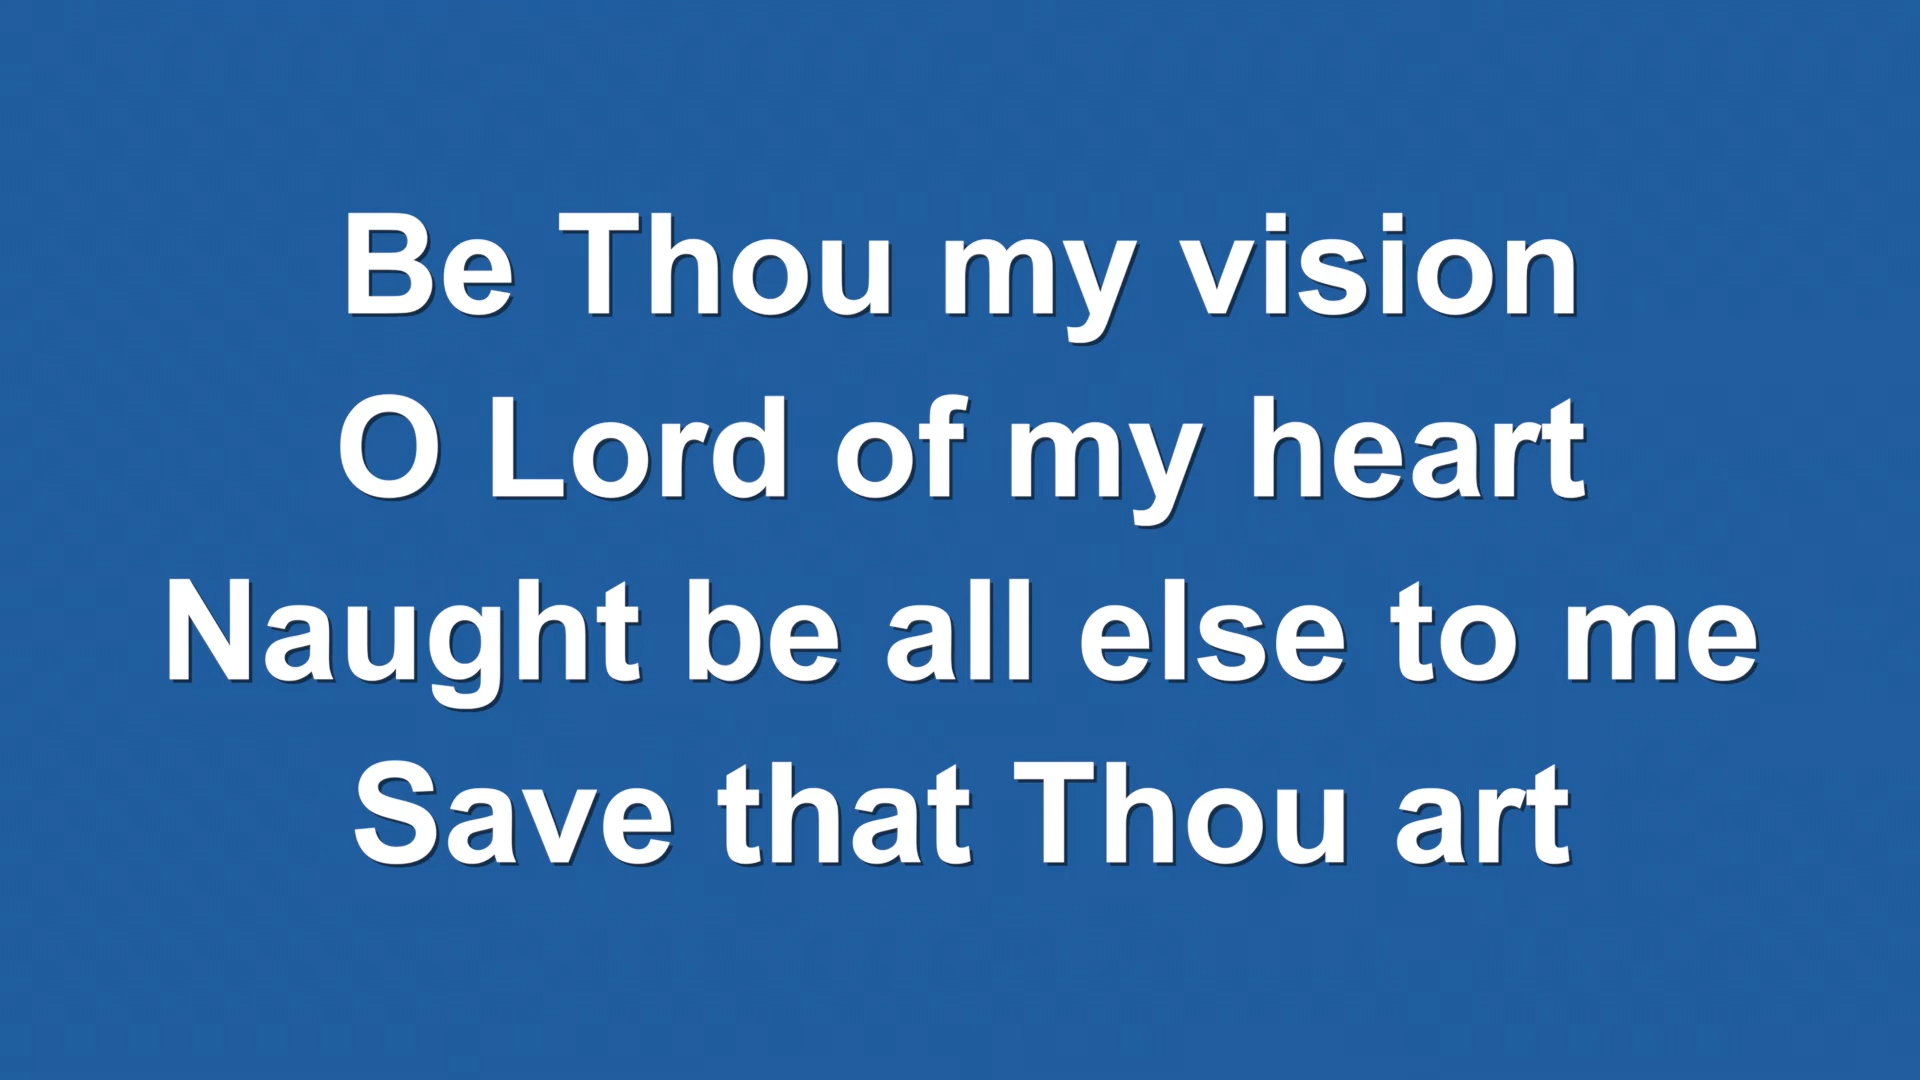 Be Thou my vision
O Lord of my heart
Naught be all else to me
Save that Thou art